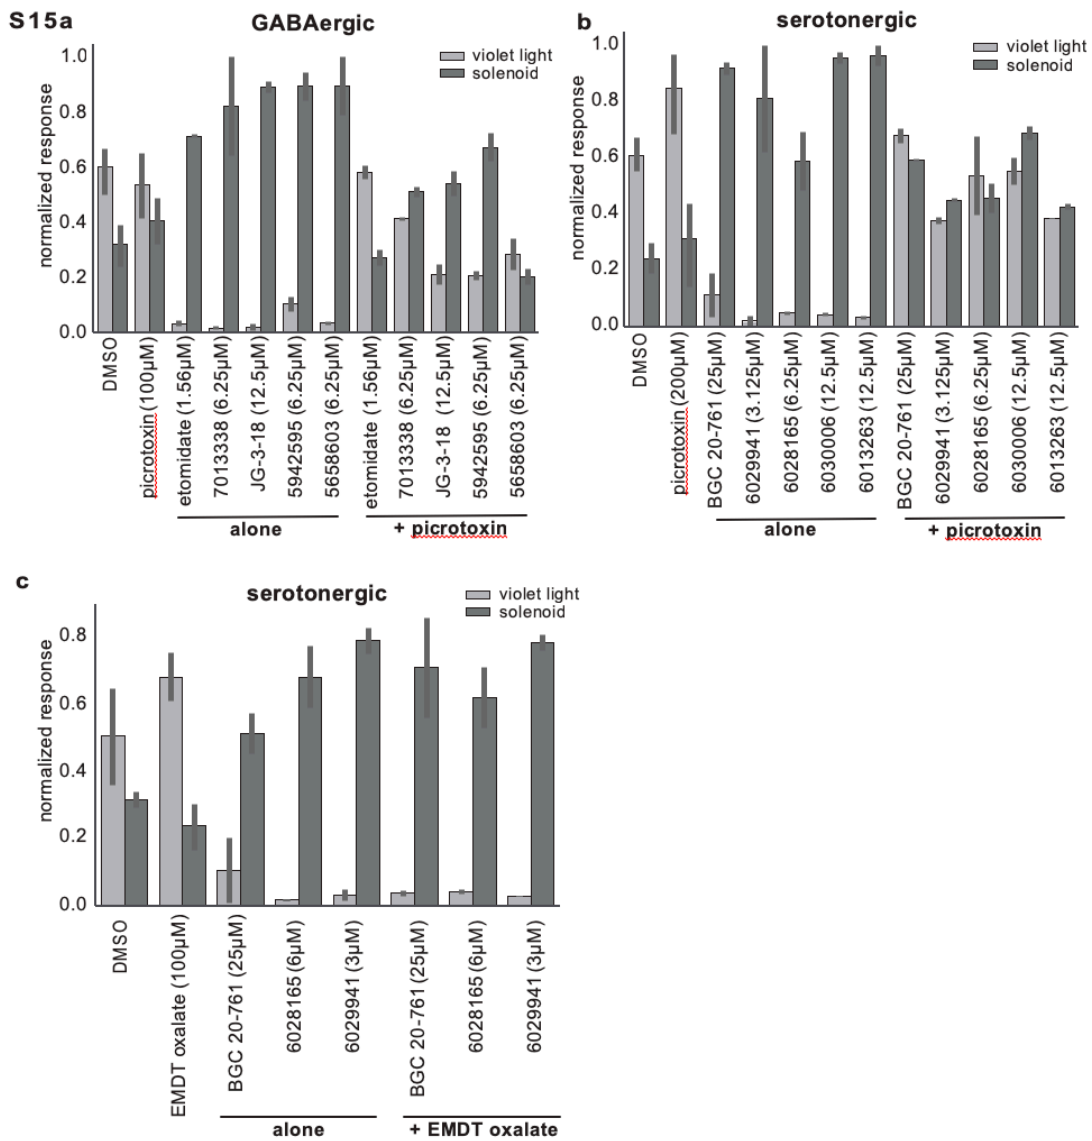 S15a
GABAergic
violet light
solenoid
normalized response
1.0
0.8
0.6
0.4
0.2
0.0
DMSO
picrotoxin (100µM)
etomidate (1.56µM)
7013338 (6.25µM)
JG-3-18 (12.5µM)
5942595 (6.25µM)
5658603 (6.25µM)
etomidate (1.56µM)
7013338 (6.25µM)
JG-3-18 (12.5µM)
5942595 (6.25µM)
5658603 (6.25µM)
alone
+ picrotoxin
b
serotonergic
violet light
solenoid
normalized response
1.0
0.8
0.6
0.4
0.2
0.0
DMSO
picrotoxin (200µM)
BGC 20-761 (25µM)
6029941 (3.125µM)
6028165 (6.25µM)
6030006 (12.5µM)
6013263 (12.5µM)
BGC 20-761 (25µM)
6029941 (3.125µM)
6028165 (6.25µM)
6030006 (12.5µM)
6013263 (12.5µM)
alone
+ picrotoxin
c
serotonergic
violet light
solenoid
normalized response
0.8
0.6
0.4
0.2
0.0
DMSO
EMDT oxalate (100µM)
BGC 20-761 (25µM)
6028165 (6µM)
6029941 (3µM)
BGC 20-761 (25µM)
6028165 (6µM)
6029941 (3µM)
alone
+ EMDT oxalate